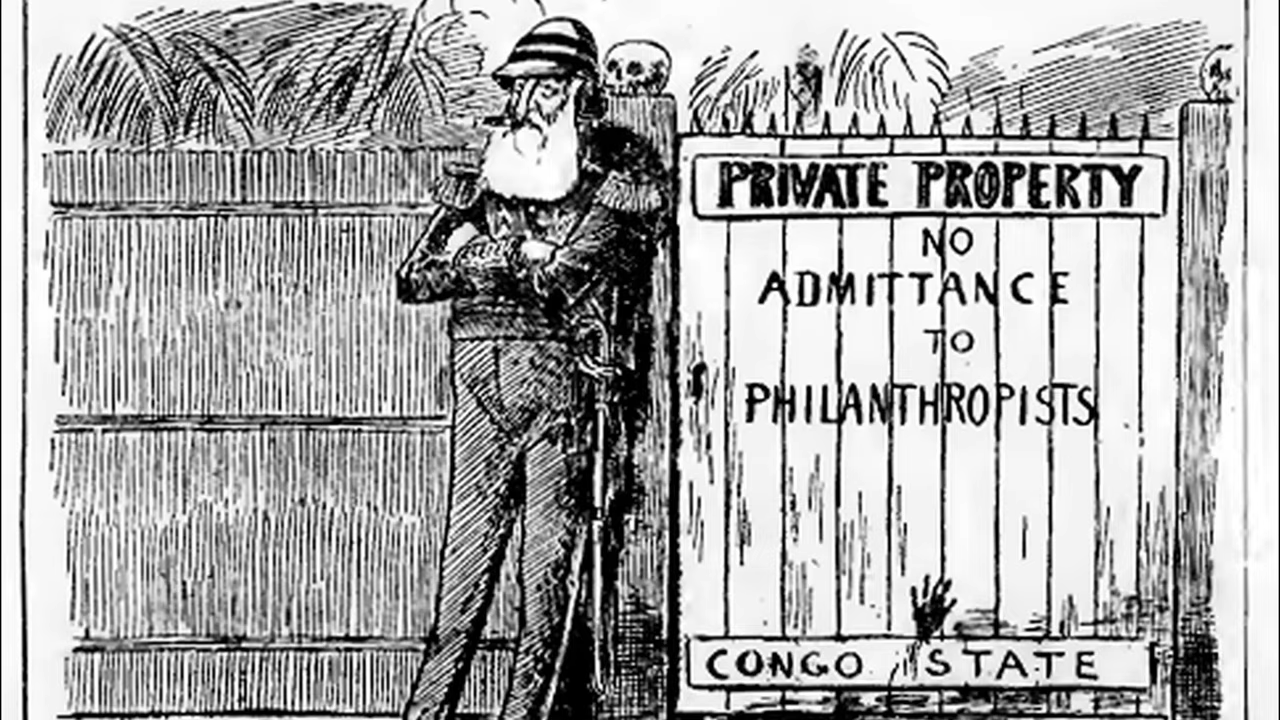 PRIVATE PROPERTY
NO
ADMITTANCE
TO
PHILANTHROPISTS
CONGO STATE